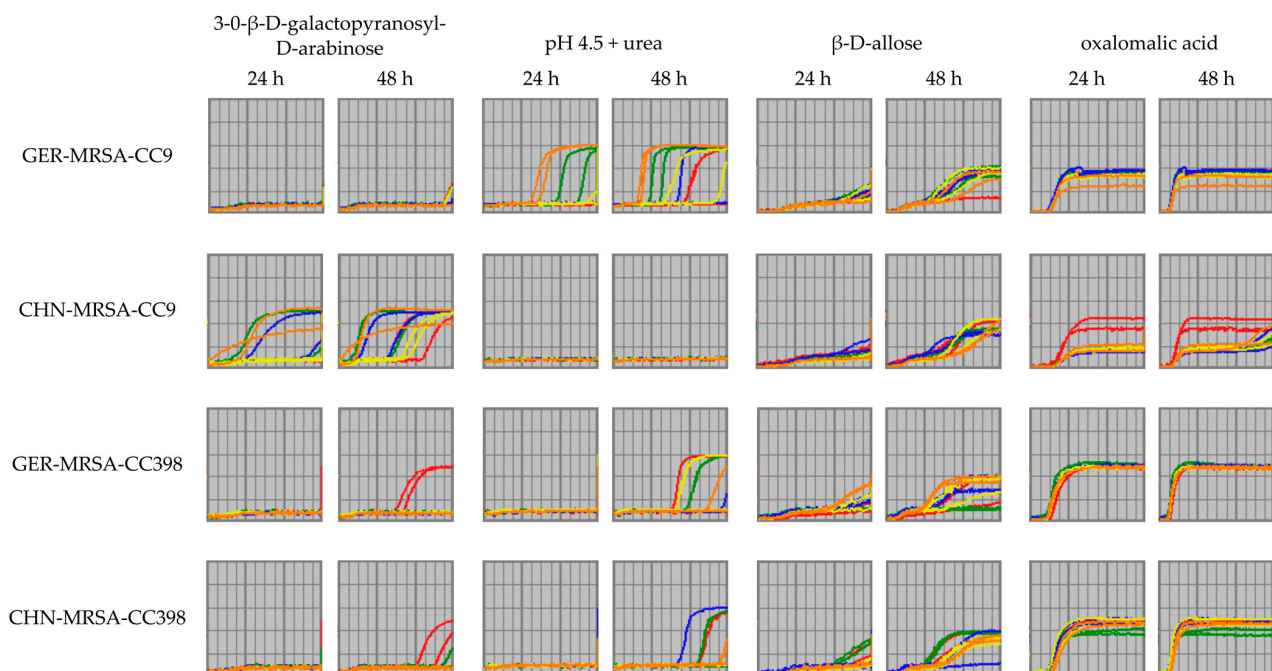 3-0-β-D-galactopyranosyl-
D-arabinose
pH 4.5 + urea
β-D-allose
oxalomalic acid
24 h 48 h 24 h 48 h 24 h 48 h 24 h 48 h
GER-MRSA-CC9
CHN-MRSA-CC9
GER-MRSA-CC398
CHN-MRSA-CC398